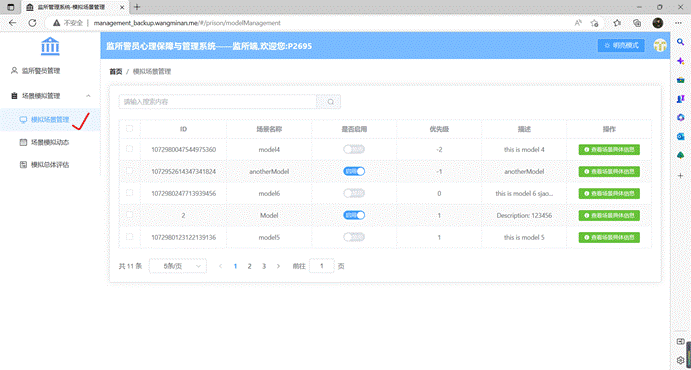 监所管理系统-模拟场景管理
不安全 | management_backup.wangminan.me/#/prison/modelManagement
监所警员心理保障与管理系统——监所端,欢迎您:P2695
明亮模式
监所警员管理
场景模拟管理
模拟场景管理
场景模拟动态
模拟总体评估
首页 / 模拟场景管理
请输入搜索内容
ID 场景名称 是否启用 优先级 描述 操作
1072980047544975360 model4 -2 this is model 4 查看场景具体信息
1072952614347341824 anotherModel 启用 -1 anotherModel 查看场景具体信息
1072980247713939456 model6 0 this is model 6 sjao... 查看场景具体信息
2 Model 启用 1 Description: 123456 查看场景具体信息
1072980123122139136 model5 1 this is model 5 查看场景具体信息
共 11 条 5条/页 1 2 3 前往 1 页